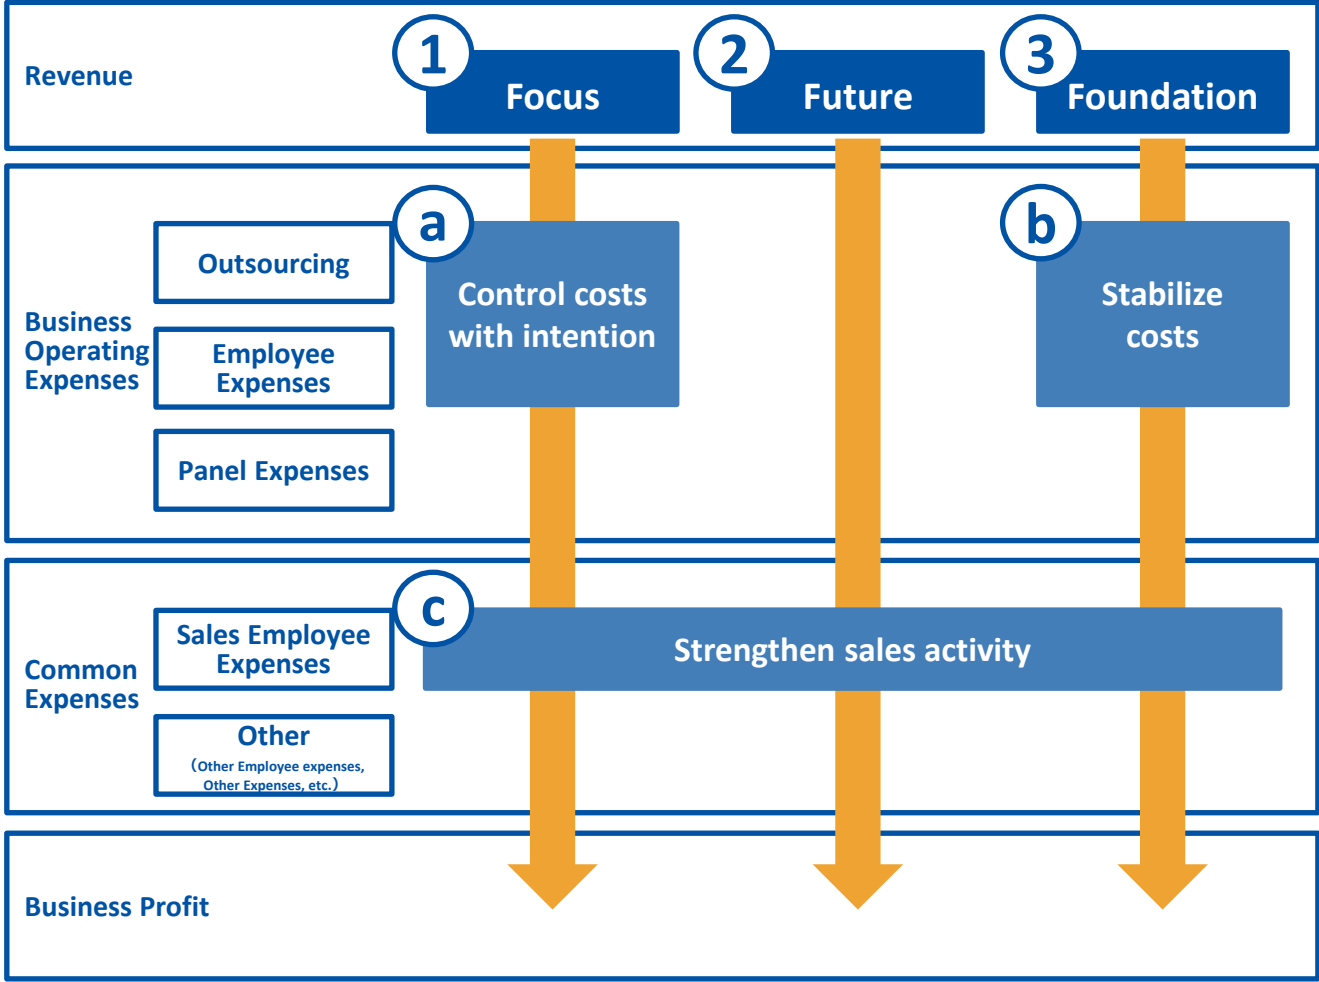 Revenue
1
Focus
2
Future
3
Foundation
Business
Operating
Expenses
Outsourcing
Employee
Expenses
Panel Expenses
a
Control costs
with intention
b
Stabilize
costs
Common
Expenses
Sales Employee
Expenses
Other
（Other Employee expenses,
Other Expenses, etc.）
c
Strengthen sales activity
Business Profit